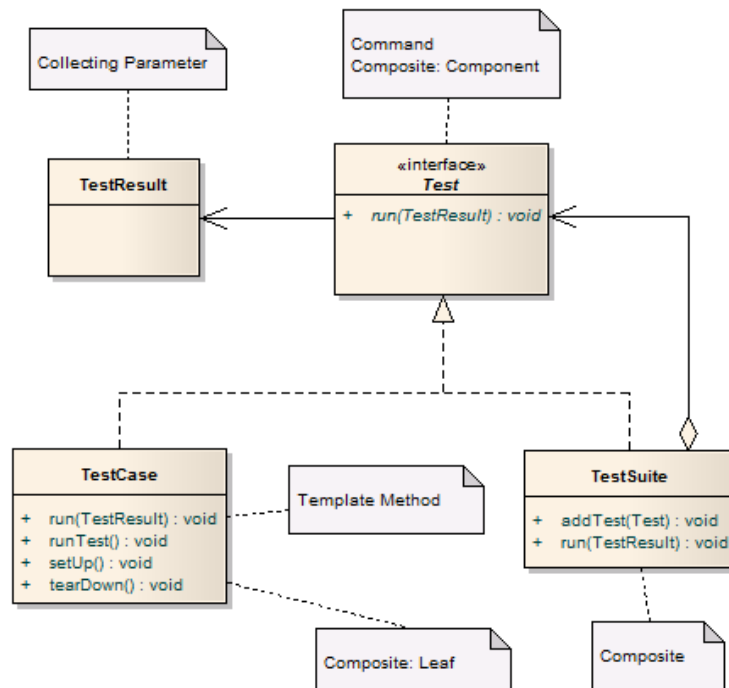 Collecting Parameter
Command
Composite: Component
TestResult
«interface»
Test
+ run(TestResult) : void
TestCase
+ run(TestResult) : void
+ runTest() : void
+ setUp() : void
+ tearDown() : void
Template Method
TestSuite
+ addTest(Test) : void
+ run(TestResult) : void
Composite: Leaf
Composite